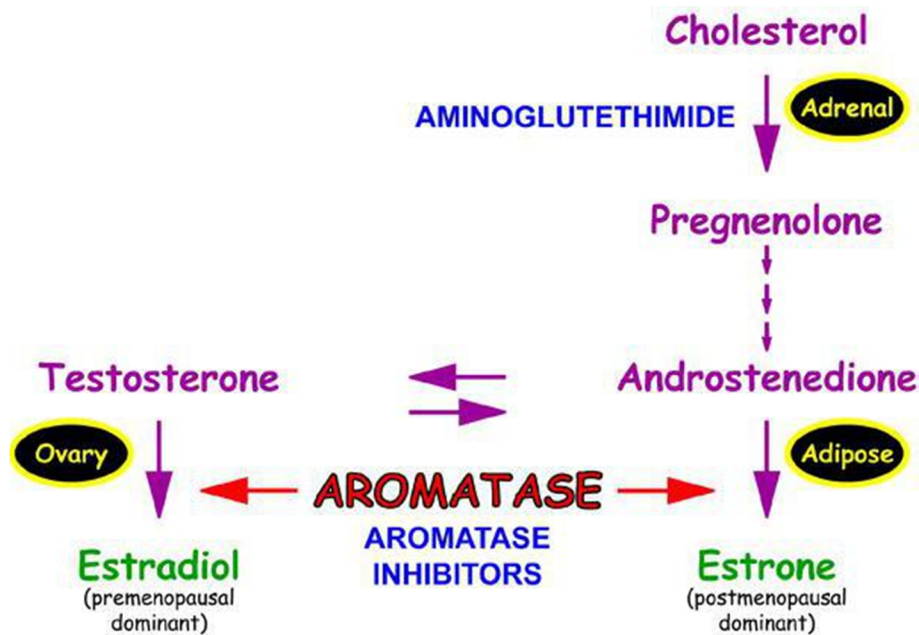 Cholesterol
AMINOGLUTETHIMIDE
Adrenal
Pregnenolone
Testosterone
Androstenedione
Ovary
Adipose
AROMATASE
AROMATASE
INHIBITORS
Estradiol
(premenopausal
dominant)
Estrone
(postmenopausal
dominant)